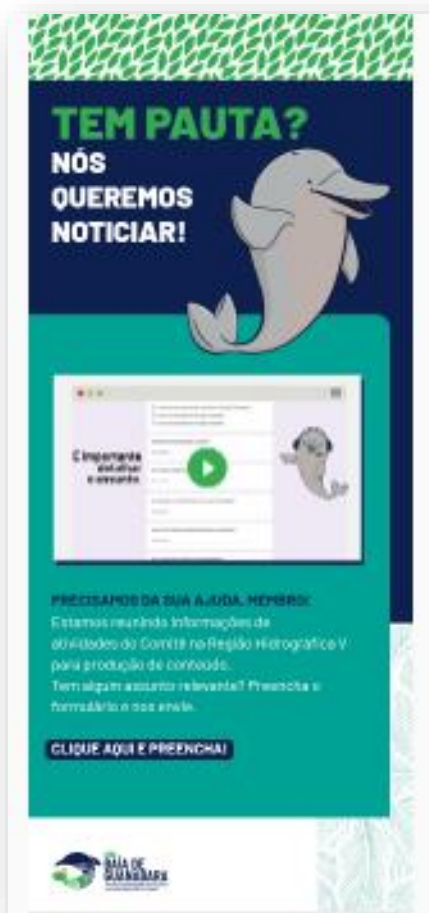 TEM PAUTA?
NÓS
QUEREMOS
NOTICIAR!
É importante
detalhar
o assunto.
PRECISAMOS DA SUA AJUDA, MEMBRO!
Estamos reunindo informações de
atividades do Comitê na Região Hidrográfica V
para produção de conteúdo.
Tem algum assunto relevante? Preencha o
formulário e nos envie.
CLIQUE AQUI E PREENCHA!
BAÍA DE
GUANABARA